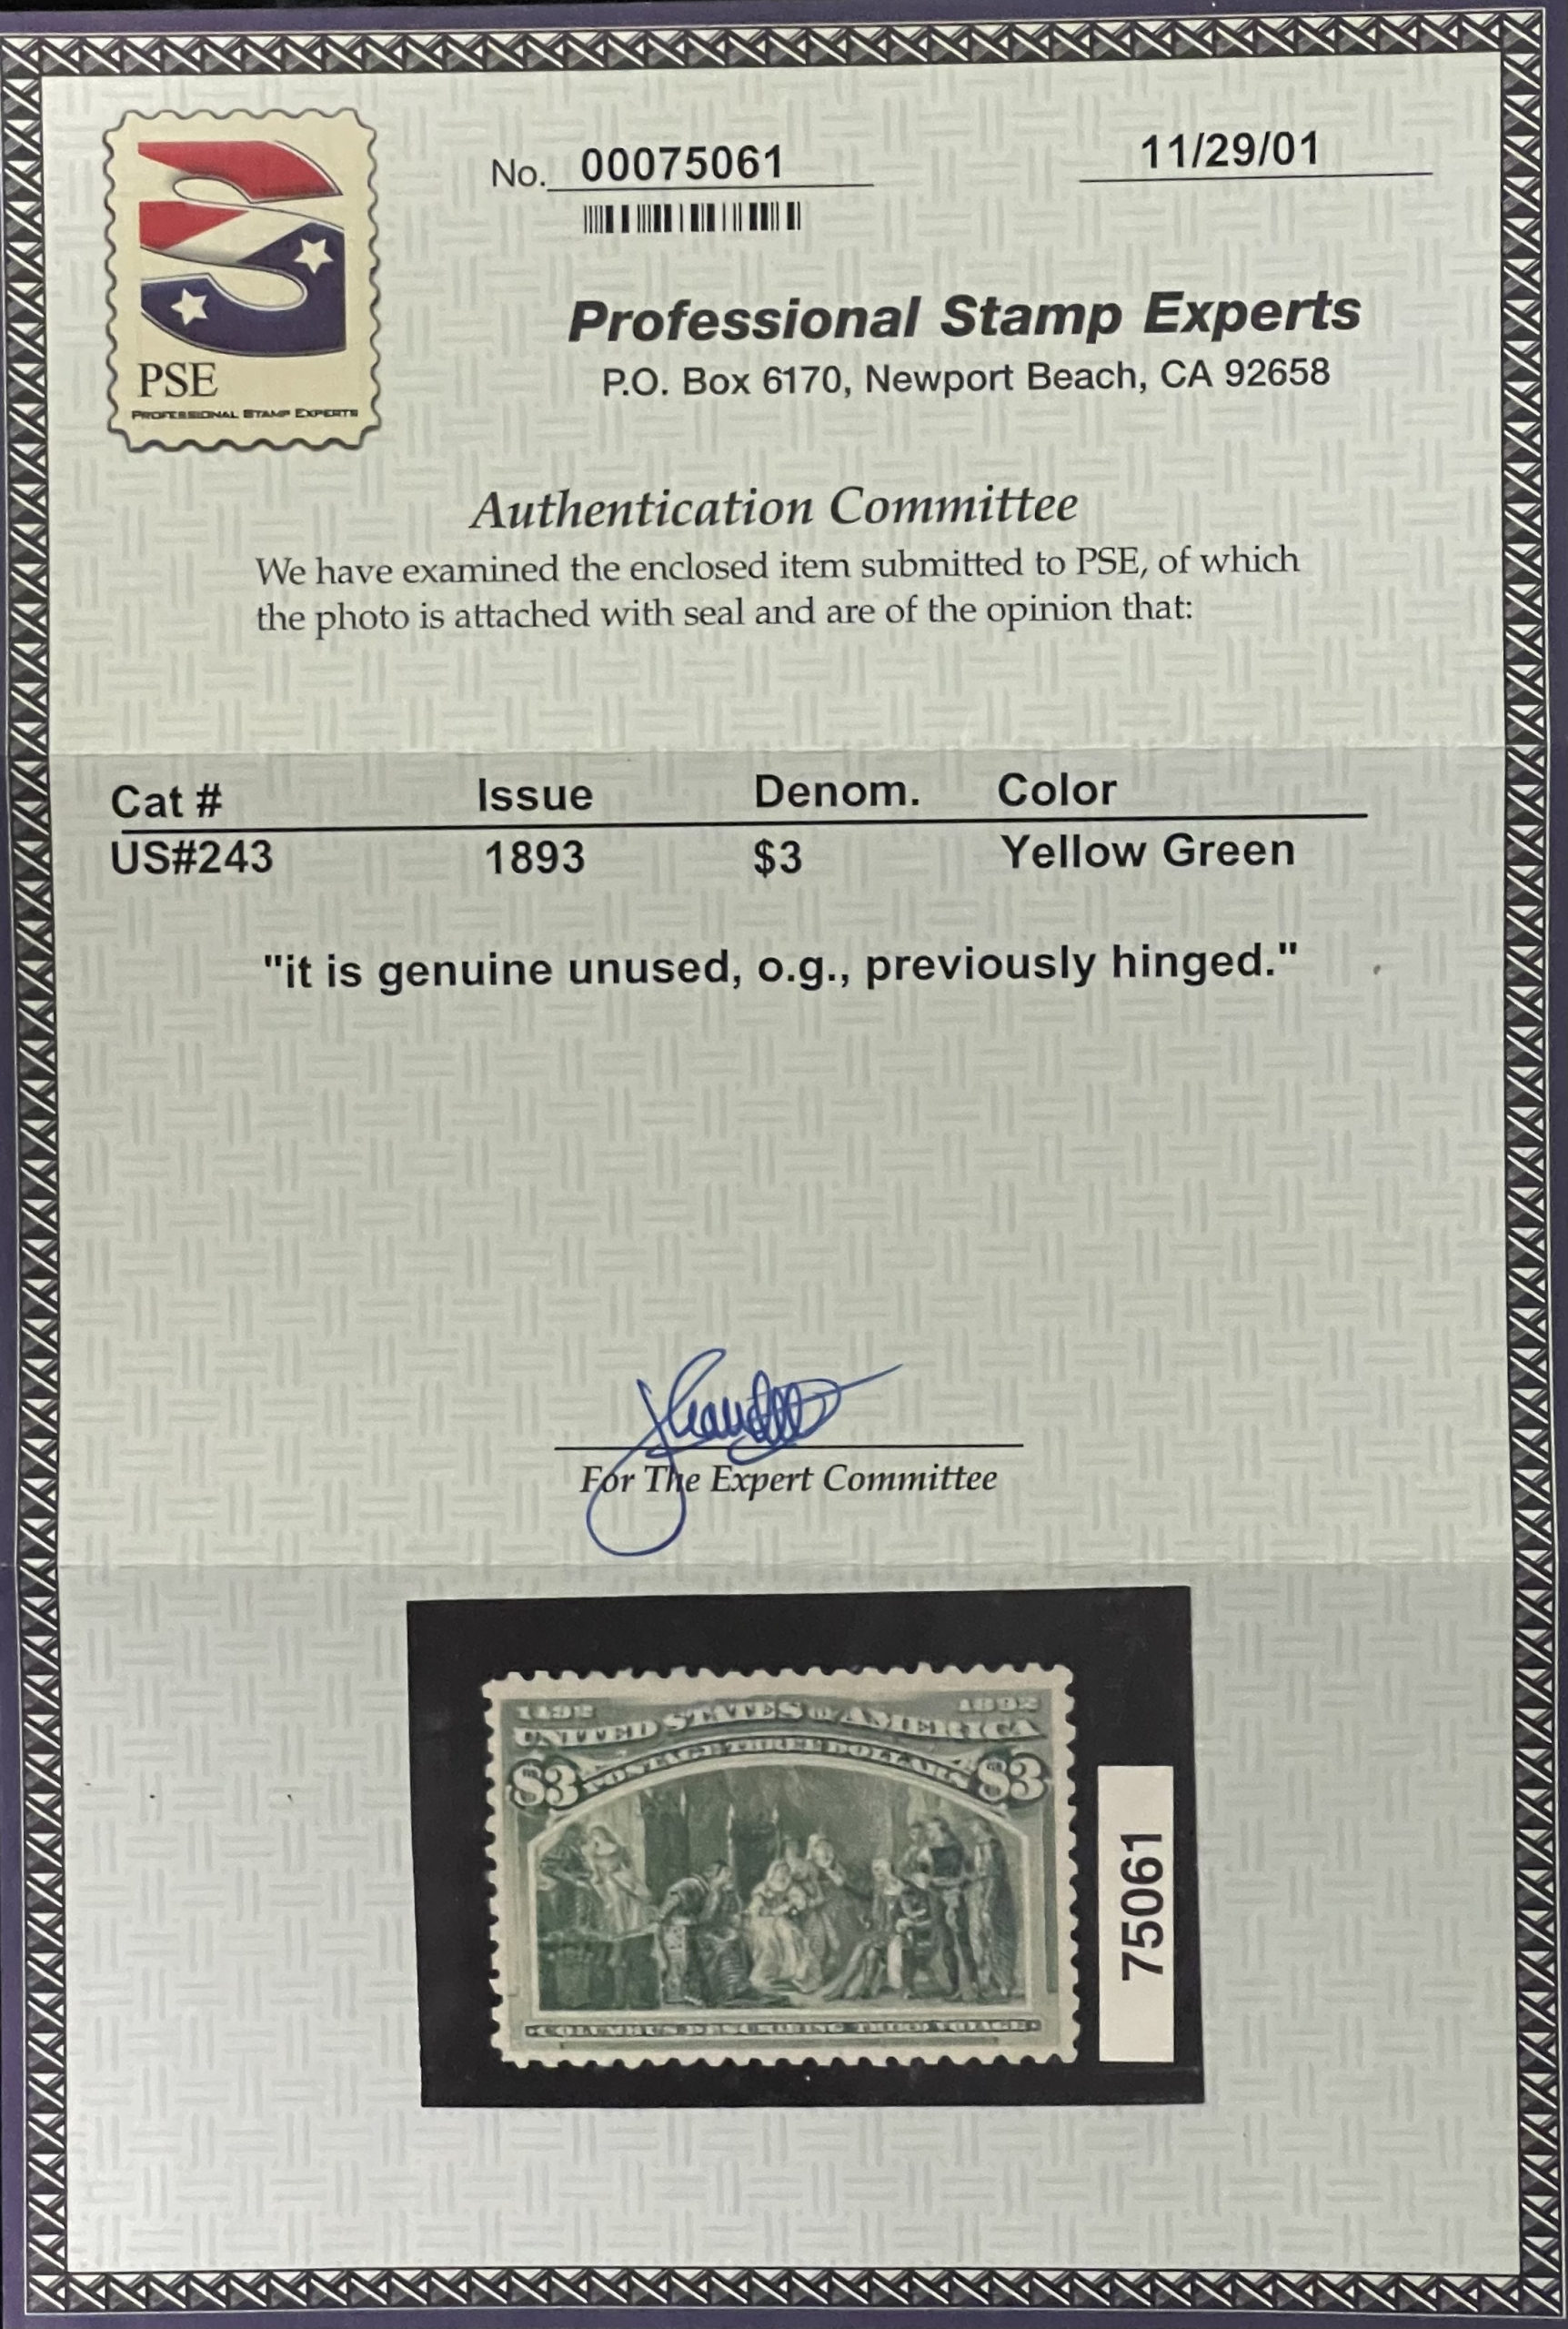 No. 00075061
11/29/01
PSE
PROFESSIONAL STAMP EXPERTS
Professional Stamp Experts
P.O. Box 6170, Newport Beach, CA 92658
Authentication Committee
We have examined the enclosed item submitted to PSE, of which
the photo is attached with seal and are of the opinion that:
Cat # Issue Denom. Color
US#243 1893 $3 Yellow Green
"it is genuine unused, o.g., previously hinged."
For The Expert Committee
1492 1892
UNITED STATES OF AMERICA
POSTAGE THREE DOLLARS
$3 $3
COLUMBUS DESCRIBING THIRD VOYAGE
75061